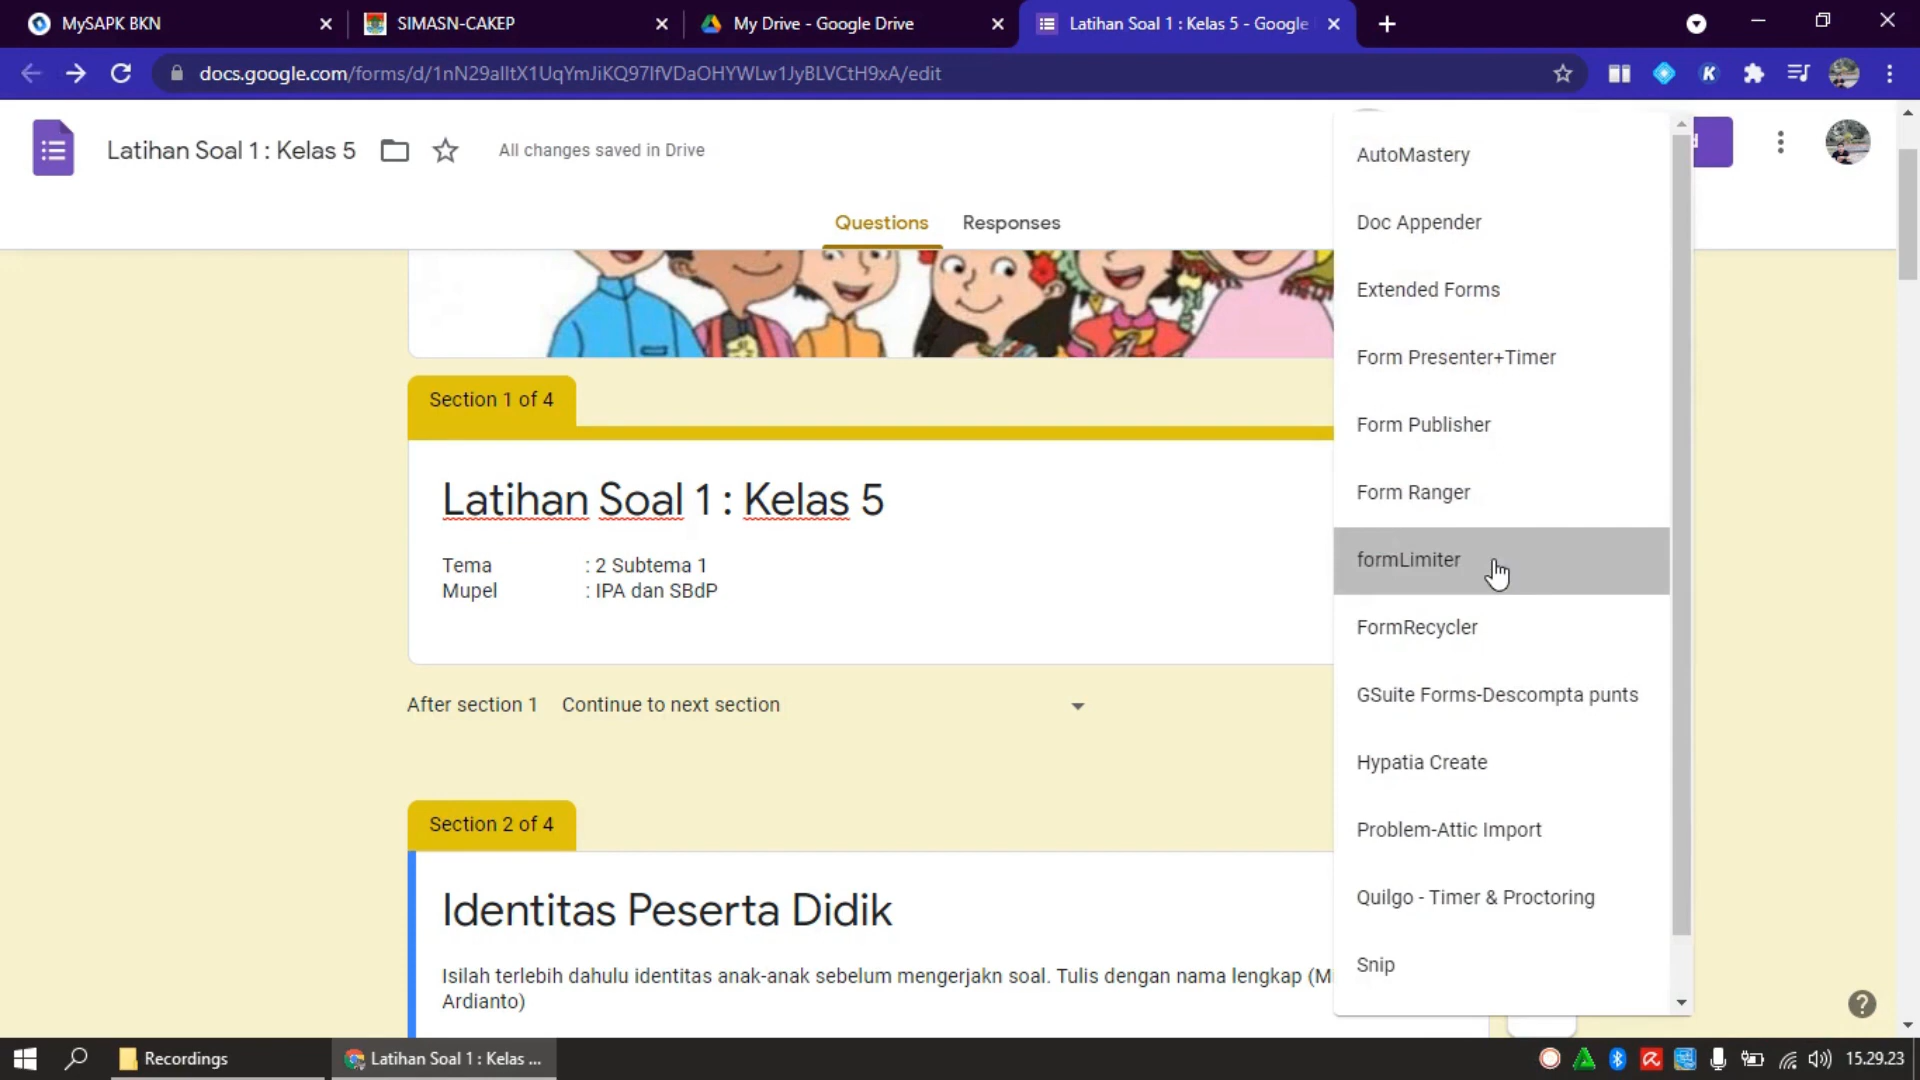 MySAPK BKN
SIMASN-CAKEP
My Drive - Google Drive
Latihan Soal 1 : Kelas 5 - Google
docs.google.com/forms/d/1nN29alltX1UqYmJiKQ97lfVDaOHYWLw1JyBLVCtH9xA/edit
Latihan Soal 1 : Kelas 5
All changes saved in Drive
Questions
Responses
Section 1 of 4
Latihan Soal 1 : Kelas 5
Tema : 2 Subtema 1
Mupel : IPA dan SBdP
After section 1 Continue to next section
Section 2 of 4
Identitas Peserta Didik
Isilah terlebih dahulu identitas anak-anak sebelum mengerjakn soal. Tulis dengan nama lengkap (M
Ardianto)
AutoMastery
Doc Appender
Extended Forms
Form Presenter+Timer
Form Publisher
Form Ranger
formLimiter
FormRecycler
GSuite Forms-Descompta punts
Hypatia Create
Problem-Attic Import
Quilgo - Timer & Proctoring
Snip
Recordings
Latihan Soal 1 : Kelas ...
15.29.23